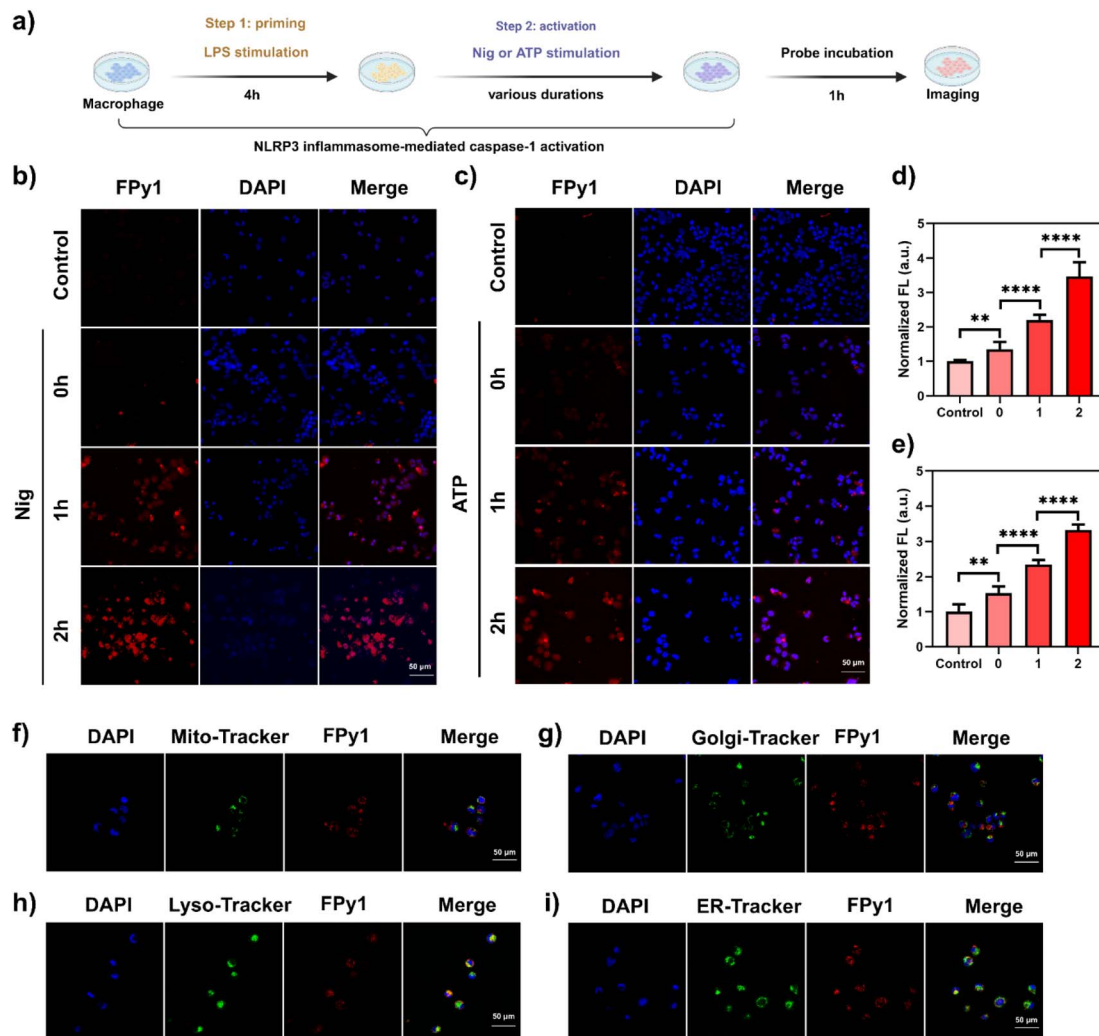 a)
Step 1: priming
LPS stimulation
4h
Macrophage
Step 2: activation
Nig or ATP stimulation
various durations
Probe incubation
1h
Imaging
NLRP3 inflammasome-mediated caspase-1 activation
b)
FPy1 DAPI Merge
Control
Nig
0h
1h
2h
50 μm
c)
FPy1 DAPI Merge
Control
ATP
0h
1h
2h
50 μm
d)
Normalized FL (a.u.)
5
4
3
2
1
0
** **** ****
Control 0 1 2
e)
Normalized FL (a.u.)
5
4
3
2
1
0
** **** ****
Control 0 1 2
f)
DAPI Mito-Tracker FPy1 Merge
50 μm
g)
DAPI Golgi-Tracker FPy1 Merge
50 μm
h)
DAPI Lyso-Tracker FPy1 Merge
50 μm
i)
DAPI ER-Tracker FPy1 Merge
50 μm